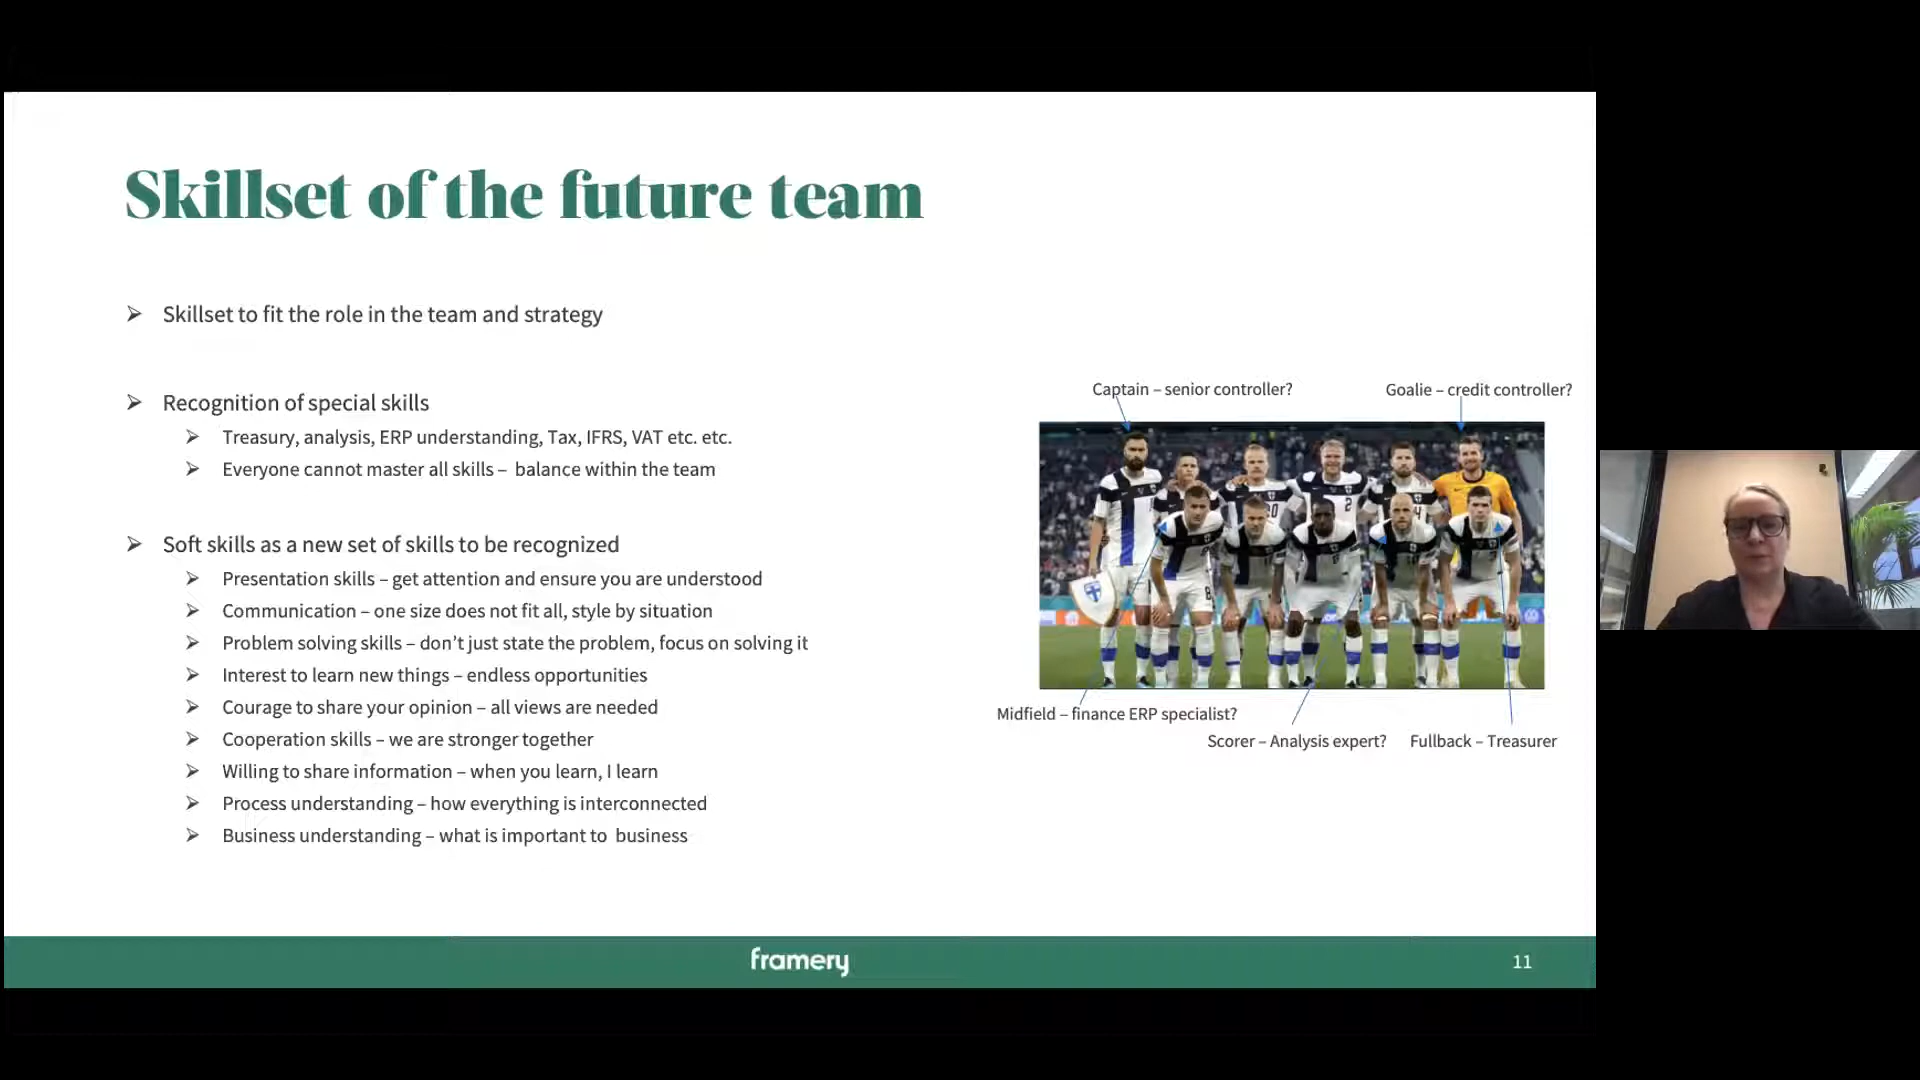 Skillset of the future team
Skillset to fit the role in the team and strategy
Recognition of special skills
Treasury, analysis, ERP understanding, Tax, IFRS, VAT etc. etc.
Everyone cannot master all skills – balance within the team
Soft skills as a new set of skills to be recognized
Presentation skills – get attention and ensure you are understood
Communication – one size does not fit all, style by situation
Problem solving skills – don’t just state the problem, focus on solving it
Interest to learn new things – endless opportunities
Courage to share your opinion – all views are needed
Cooperation skills – we are stronger together
Willing to share information – when you learn, I learn
Process understanding – how everything is interconnected
Business understanding – what is important to business
Captain – senior controller?
Goalie – credit controller?
Midfield – finance ERP specialist?
Scorer – Analysis expert?
Fullback – Treasurer
framery
11